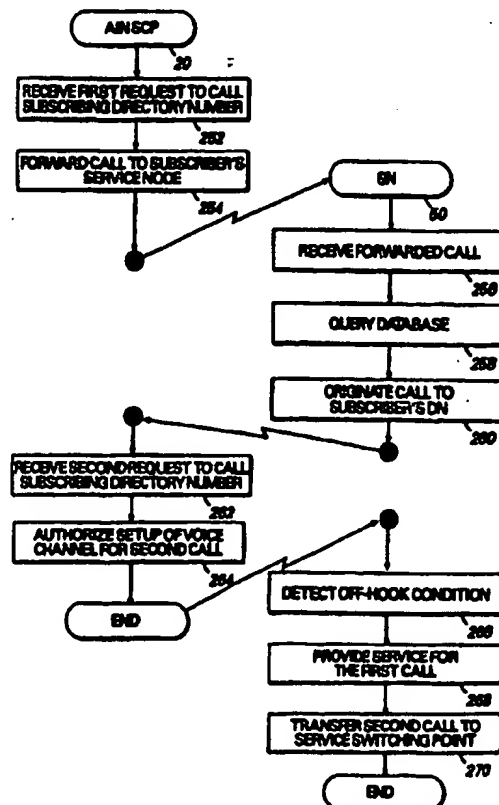 AIN SCP
20
RECEIVE FIRST REQUEST TO CALL
SUBSCRIBING DIRECTORY NUMBER
252
FORWARD CALL TO SUBSCRIBER'S
SERVICE NODE
254
SN
50
RECEIVE FORWARDED CALL
256
QUERY DATABASE
258
ORIGINATE CALL TO
SUBSCRIBER'S DN
260
RECEIVE SECOND REQUEST TO CALL
SUBSCRIBING DIRECTORY NUMBER
262
AUTHORIZE SETUP OF VOICE
CHANNEL FOR SECOND CALL
264
END
DETECT OFF-HOOK CONDITION
266
PROVIDE SERVICE FOR
THE FIRST CALL
268
TRANSFER SECOND CALL TO
SERVICE SWITCHING POINT
270
END